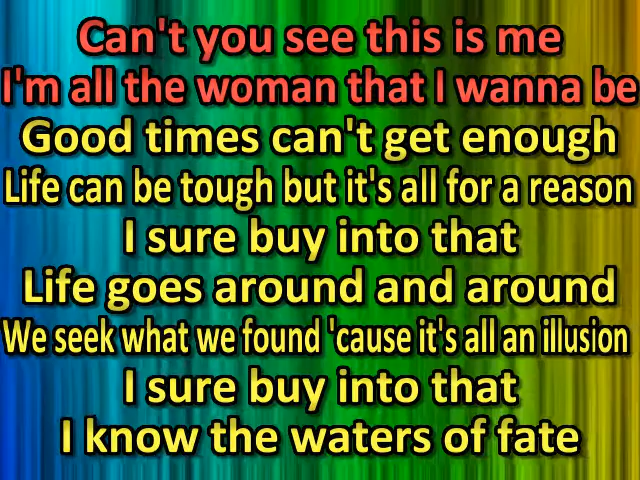 Can't you see this is me
I'm all the woman that I wanna be
Good times can't get enough
Life can be tough but it's all for a reason
I sure buy into that
Life goes around and around
We seek what we found 'cause it's all an illusion
I sure buy into that
I know the waters of fate